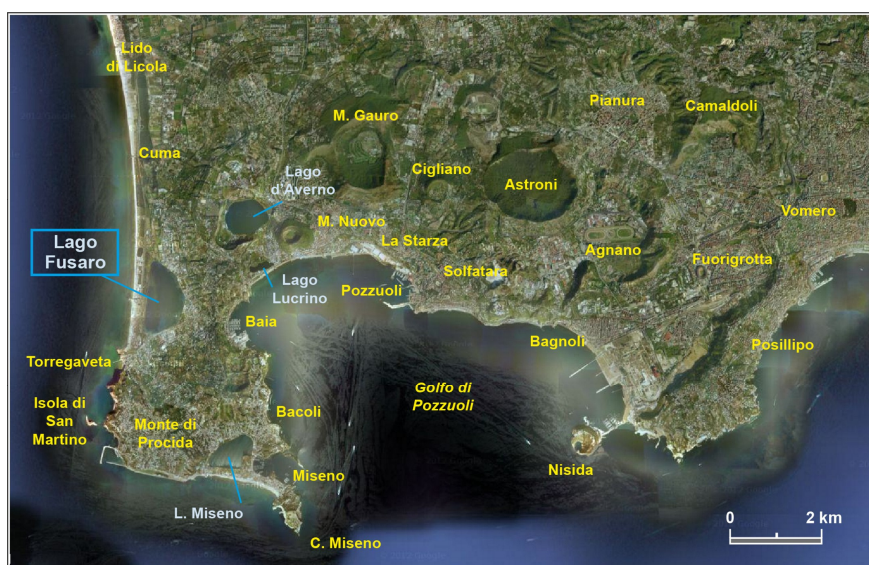 Lido
di Licola
Pianura
Camaldoli
M. Gauro
Cuma
Lago
d'Averno
Cigliano
Astroni
Vomero
M. Nuovo
La Starza
Lago
Fusaro
Agnano
Fuorigrotta
Solfatara
Lago
Lucrino
Pozzuoli
Baia
Bagnoli
Posillipo
Torregaveta
Golfo di
Pozzuoli
Isola di
San
Martino
Bacoli
Monte di
Procida
Nisida
Miseno
L. Miseno
C. Miseno
0 2 km